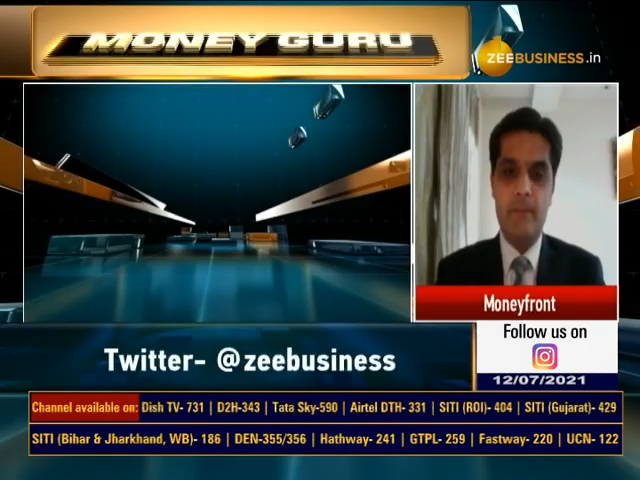 MONEY GURU
ZEEBUSINESS.in
Moneyfront
Twitter- @zeebusiness
Follow us on
12/07/2021
Channel available on: Dish TV- 731 | D2H-343 | Tata Sky-590 | Airtel DTH- 331 | SITI (ROI)- 404 | SITI (Gujarat)- 429
SITI (Bihar & Jharkhand, WB)- 186 | DEN-355/356 | Hathway- 241 | GTPL- 259 | Fastway- 220 | UCN- 122